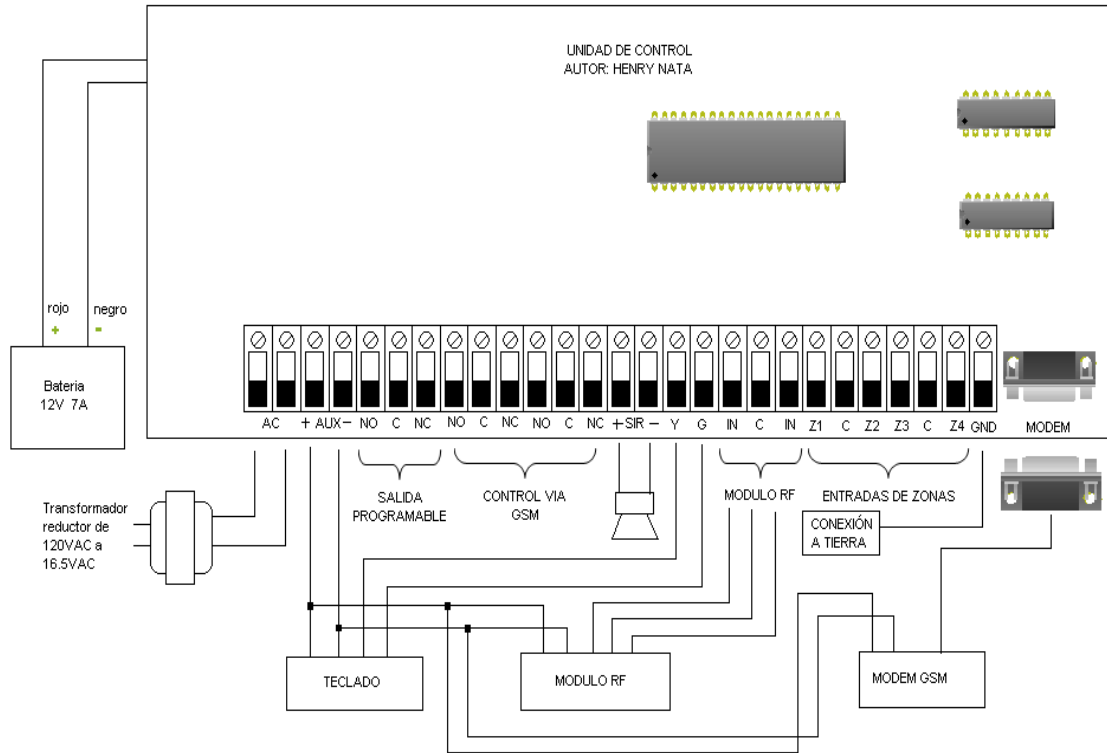 UNIDAD DE CONTROL
AUTOR: HENRY NATA
rojo
negro
+
-
Bateria
12V 7A
AC
+ AUX -
NO
C
NC
NO
C
NC
NO
C
NC
+ SIR -
Y
G
IN
C
IN
Z1
C
Z2
Z3
C
Z4
GND
MODEM
SALIDA
PROGRAMABLE
CONTROL VIA
GSM
MODULO RF
ENTRADAS DE ZONAS
CONEXIÓN
A TIERRA
Transformador
reductor de
120VAC a
16.5VAC
TECLADO
MODULO RF
MODEM GSM